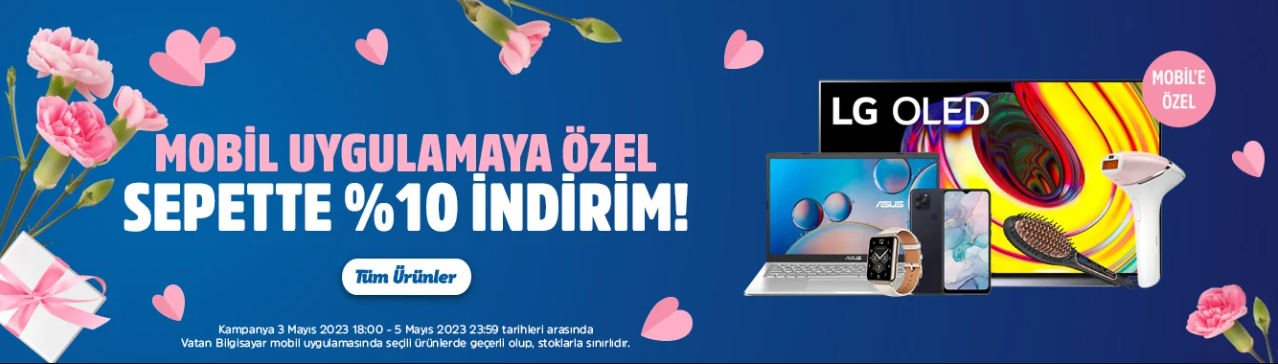 MOBİL UYGULAMAYA ÖZEL
SEPETTE %10 İNDİRİM!
Tüm Ürünler
Kampanya 3 Mayıs 2023 18:00 - 5 Mayıs 2023 23:59 tarihleri arasında
Vatan Bilgisayar mobil uygulamasında seçili ürünlerde geçerli olup, stoklarla sınırlıdır.
MOBİL'E
ÖZEL
LG OLED
ASUS
ASUS